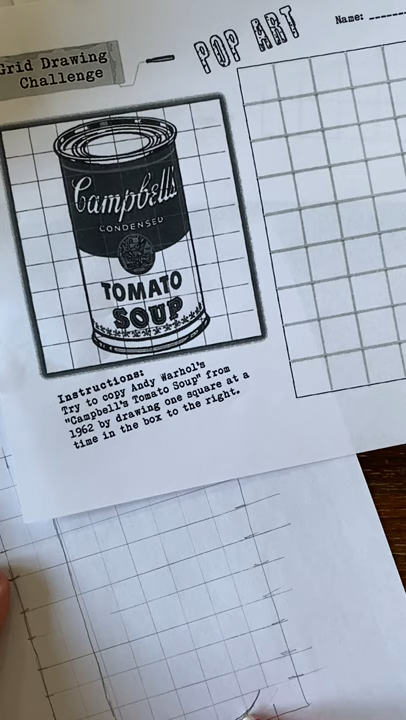 Grid Drawing
Challenge
POP ART
Name:
Campbell's
CONDENSED
TOMATO
SOUP
Instructions:
Try to copy Andy Warhol's
"Campbell's Tomato Soup" from
1962 by drawing one square at a
time in the box to the right.